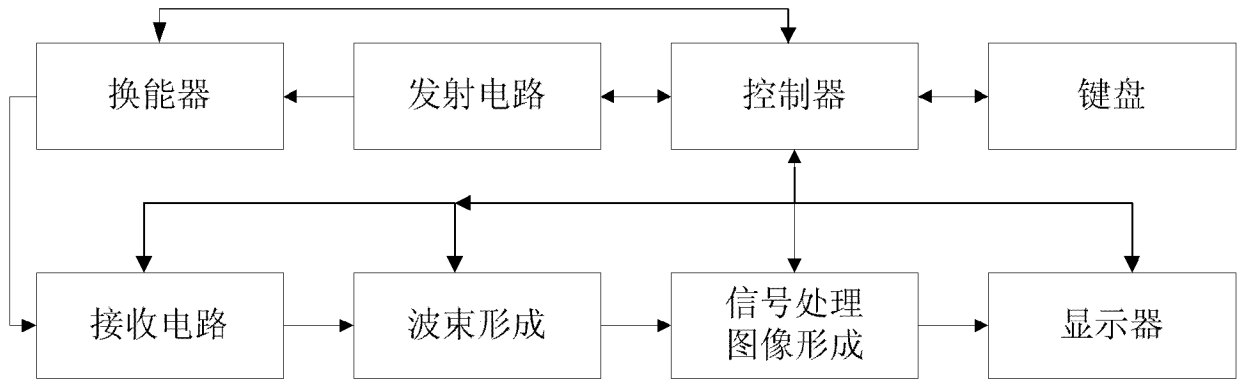 换能器
发射电路
控制器
键盘
接收电路
波束形成
信号处理
图像形成
显示器